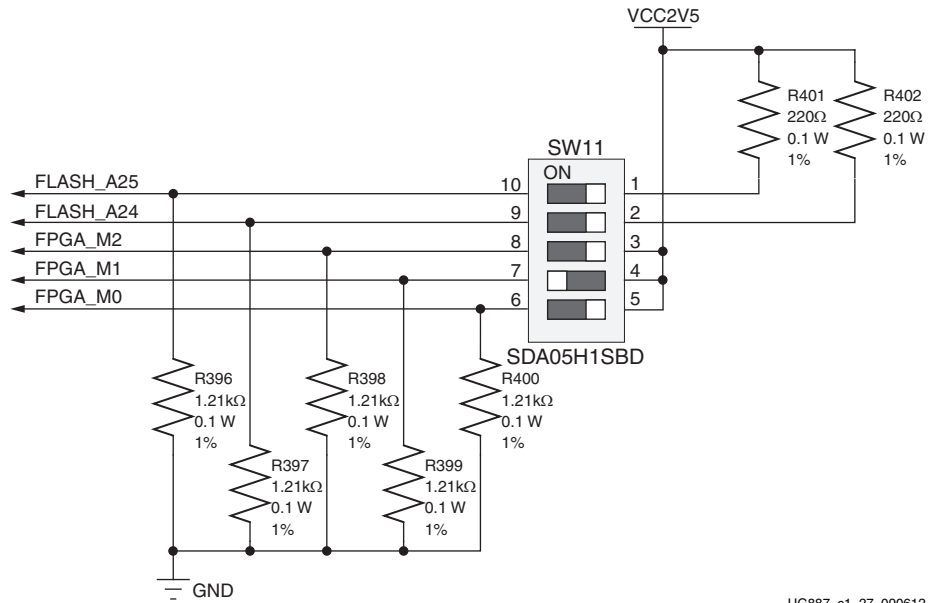 VCC2V5
R401
220Ω
0.1 W
1%
R402
220Ω
0.1 W
1%
SW11
ON
FLASH_A25
10
1
FLASH_A24
9
2
FPGA_M2
8
3
FPGA_M1
7
4
FPGA_M0
6
5
SDA05H1SBD
R396
1.21kΩ
0.1 W
1%
R398
1.21kΩ
0.1 W
1%
R400
1.21kΩ
0.1 W
1%
R397
1.21kΩ
0.1 W
1%
R399
1.21kΩ
0.1 W
1%
GND